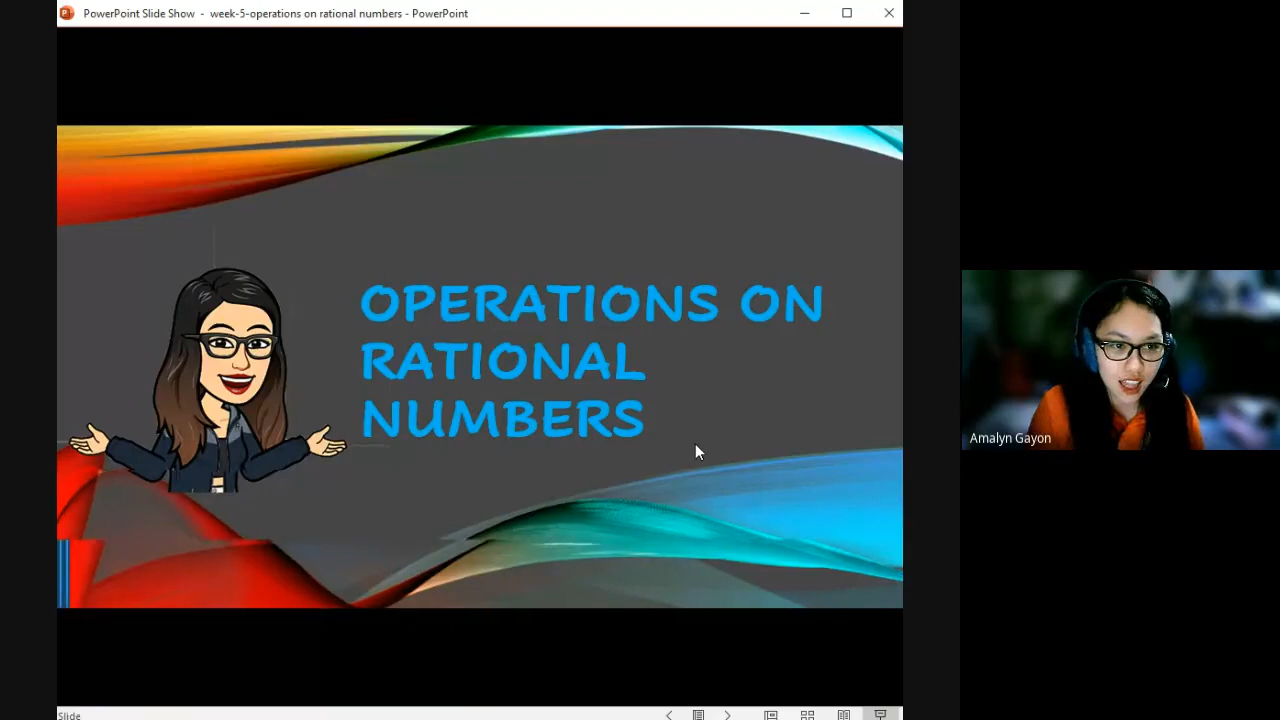 PowerPoint Slide Show - week-5-operations on rational numbers - PowerPoint
OPERATIONS ON
RATIONAL
NUMBERS
Amalyn Gayon
Slide